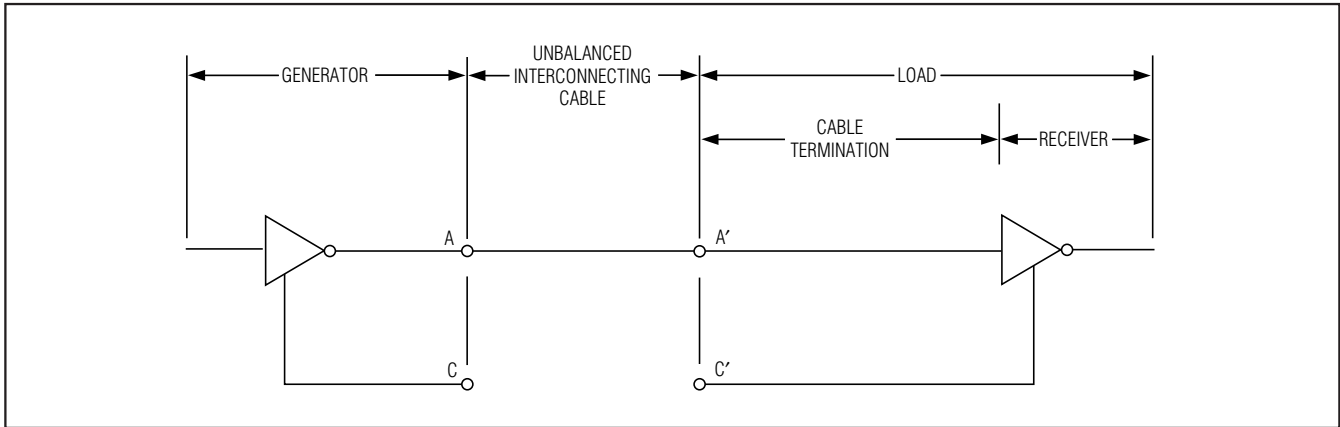 GENERATOR
UNBALANCED
INTERCONNECTING
CABLE
LOAD
CABLE
TERMINATION
RECEIVER
A
A′
C
C′